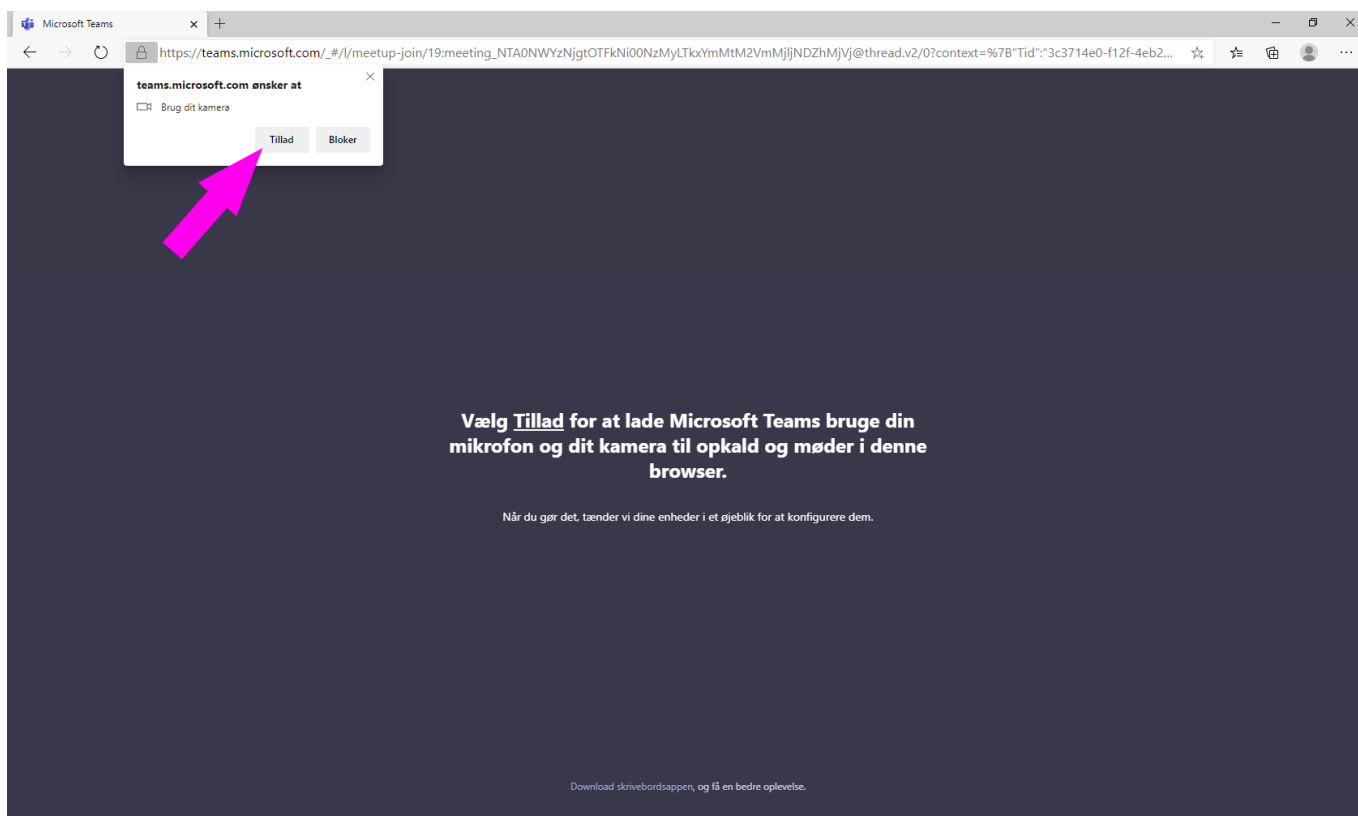 Microsoft Teams
https://teams.microsoft.com/_#/l/meetup-join/19:meeting_NTA0NWYzNjgtOTFkNi00NzMyLTkxYmMtM2VmMjljNDZhMjVj@thread.v2/0?context=%7B"Tid":"3c3714e0-f12f-4eb2...
teams.microsoft.com ønsker at
Brug dit kamera
Tillad Bloker
Vælg Tillad for at lade Microsoft Teams bruge din
mikrofon og dit kamera til opkald og møder i denne
browser.
Når du gør det, tænder vi dine enheder i et øjeblik for at konfigurere dem.
Download skrivebordsappen, og få en bedre oplevelse.